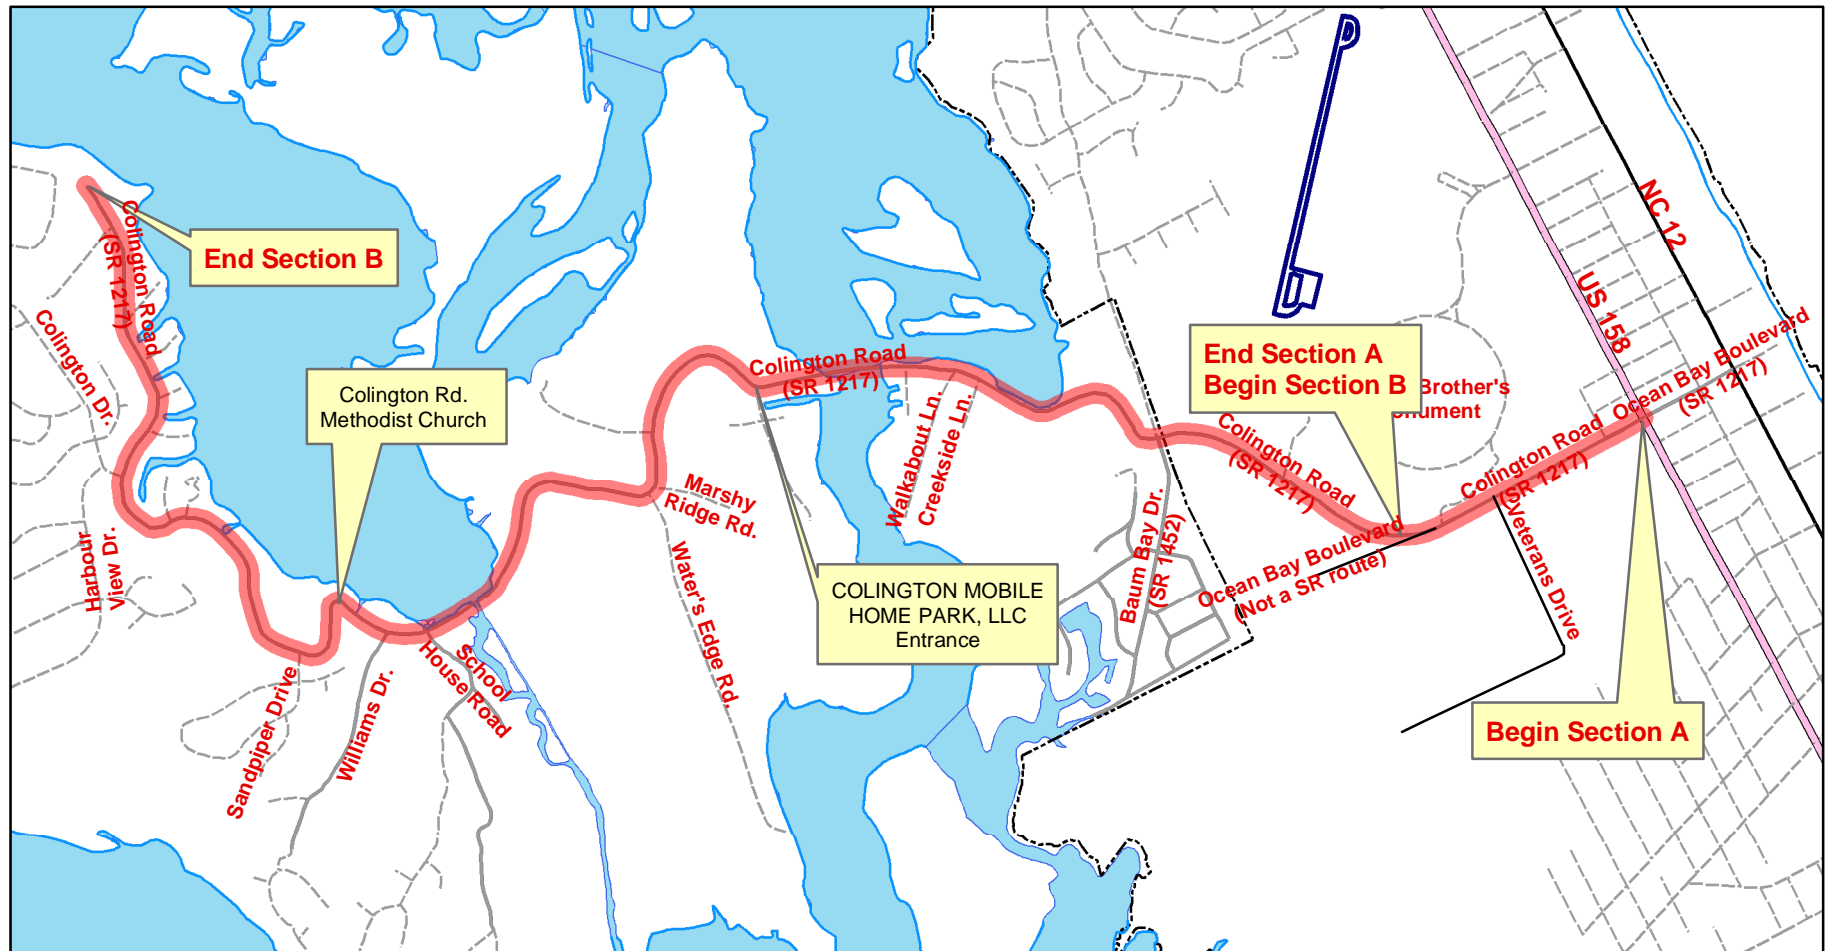 NC 12
US 158
Ocean Bay Boulevard
(SR 1217)
Colington Road
(SR 1217)
End Section B
Colington Dr.
Colington Rd.
Methodist Church
Colington Road
(SR 1217)
End Section A
Begin Section B
Brother's
nument
Colington Road
(SR 1217)
Colington Road
(SR 1217)
Walkabout Ln.
Creekside Ln.
Marshy
Ridge Rd.
Harbour
View Dr.
Water's Edge Rd.
Baum Bay Dr.
(SR 1452)
Ocean Bay Boulevard
(Not a SR route)
Veterans Drive
COLINGTON MOBILE
HOME PARK, LLC
Entrance
School
House Road
Williams Dr.
Sandpiper Drive
Begin Section A